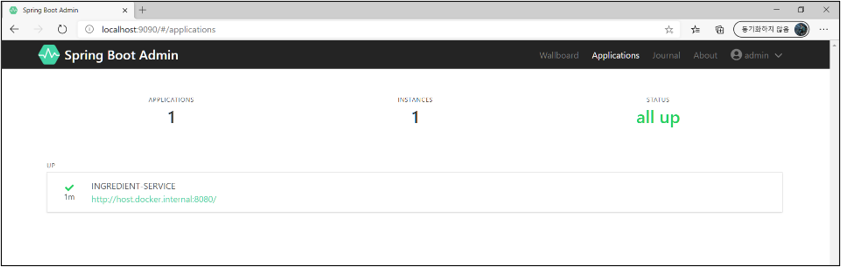 Spring Boot Admin
localhost:9090/#/applications
동기화하지 않음
Spring Boot Admin
Wallboard Applications Journal About admin
APPLICATIONS INSTANCES STATUS
1 1 all up
UP
INGREDIENT-SERVICE
1m
http://host.docker.internal:8080/